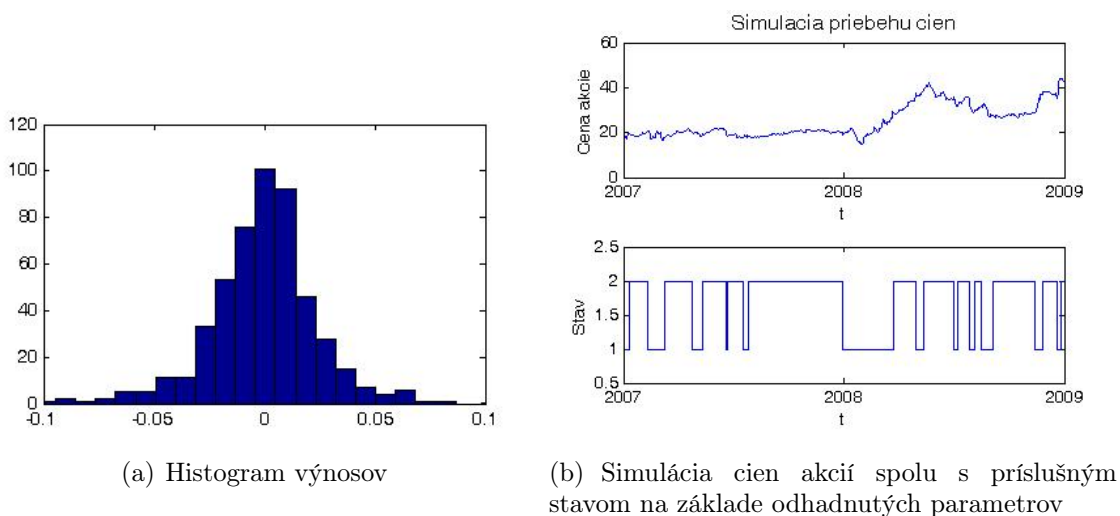 120
100
80
60
40
20
0
-0.1 -0.05 0 0.05 0.1
(a) Histogram výnosov
Simulacia priebehu cien
Cena akcie
60
40
20
0
2007 2008 2009
t
Stav
2.5
2
1.5
1
0.5
2007 2008 2009
t
(b) Simulácia cien akcií spolu s príslušným
stavom na základe odhadnutých parametrov